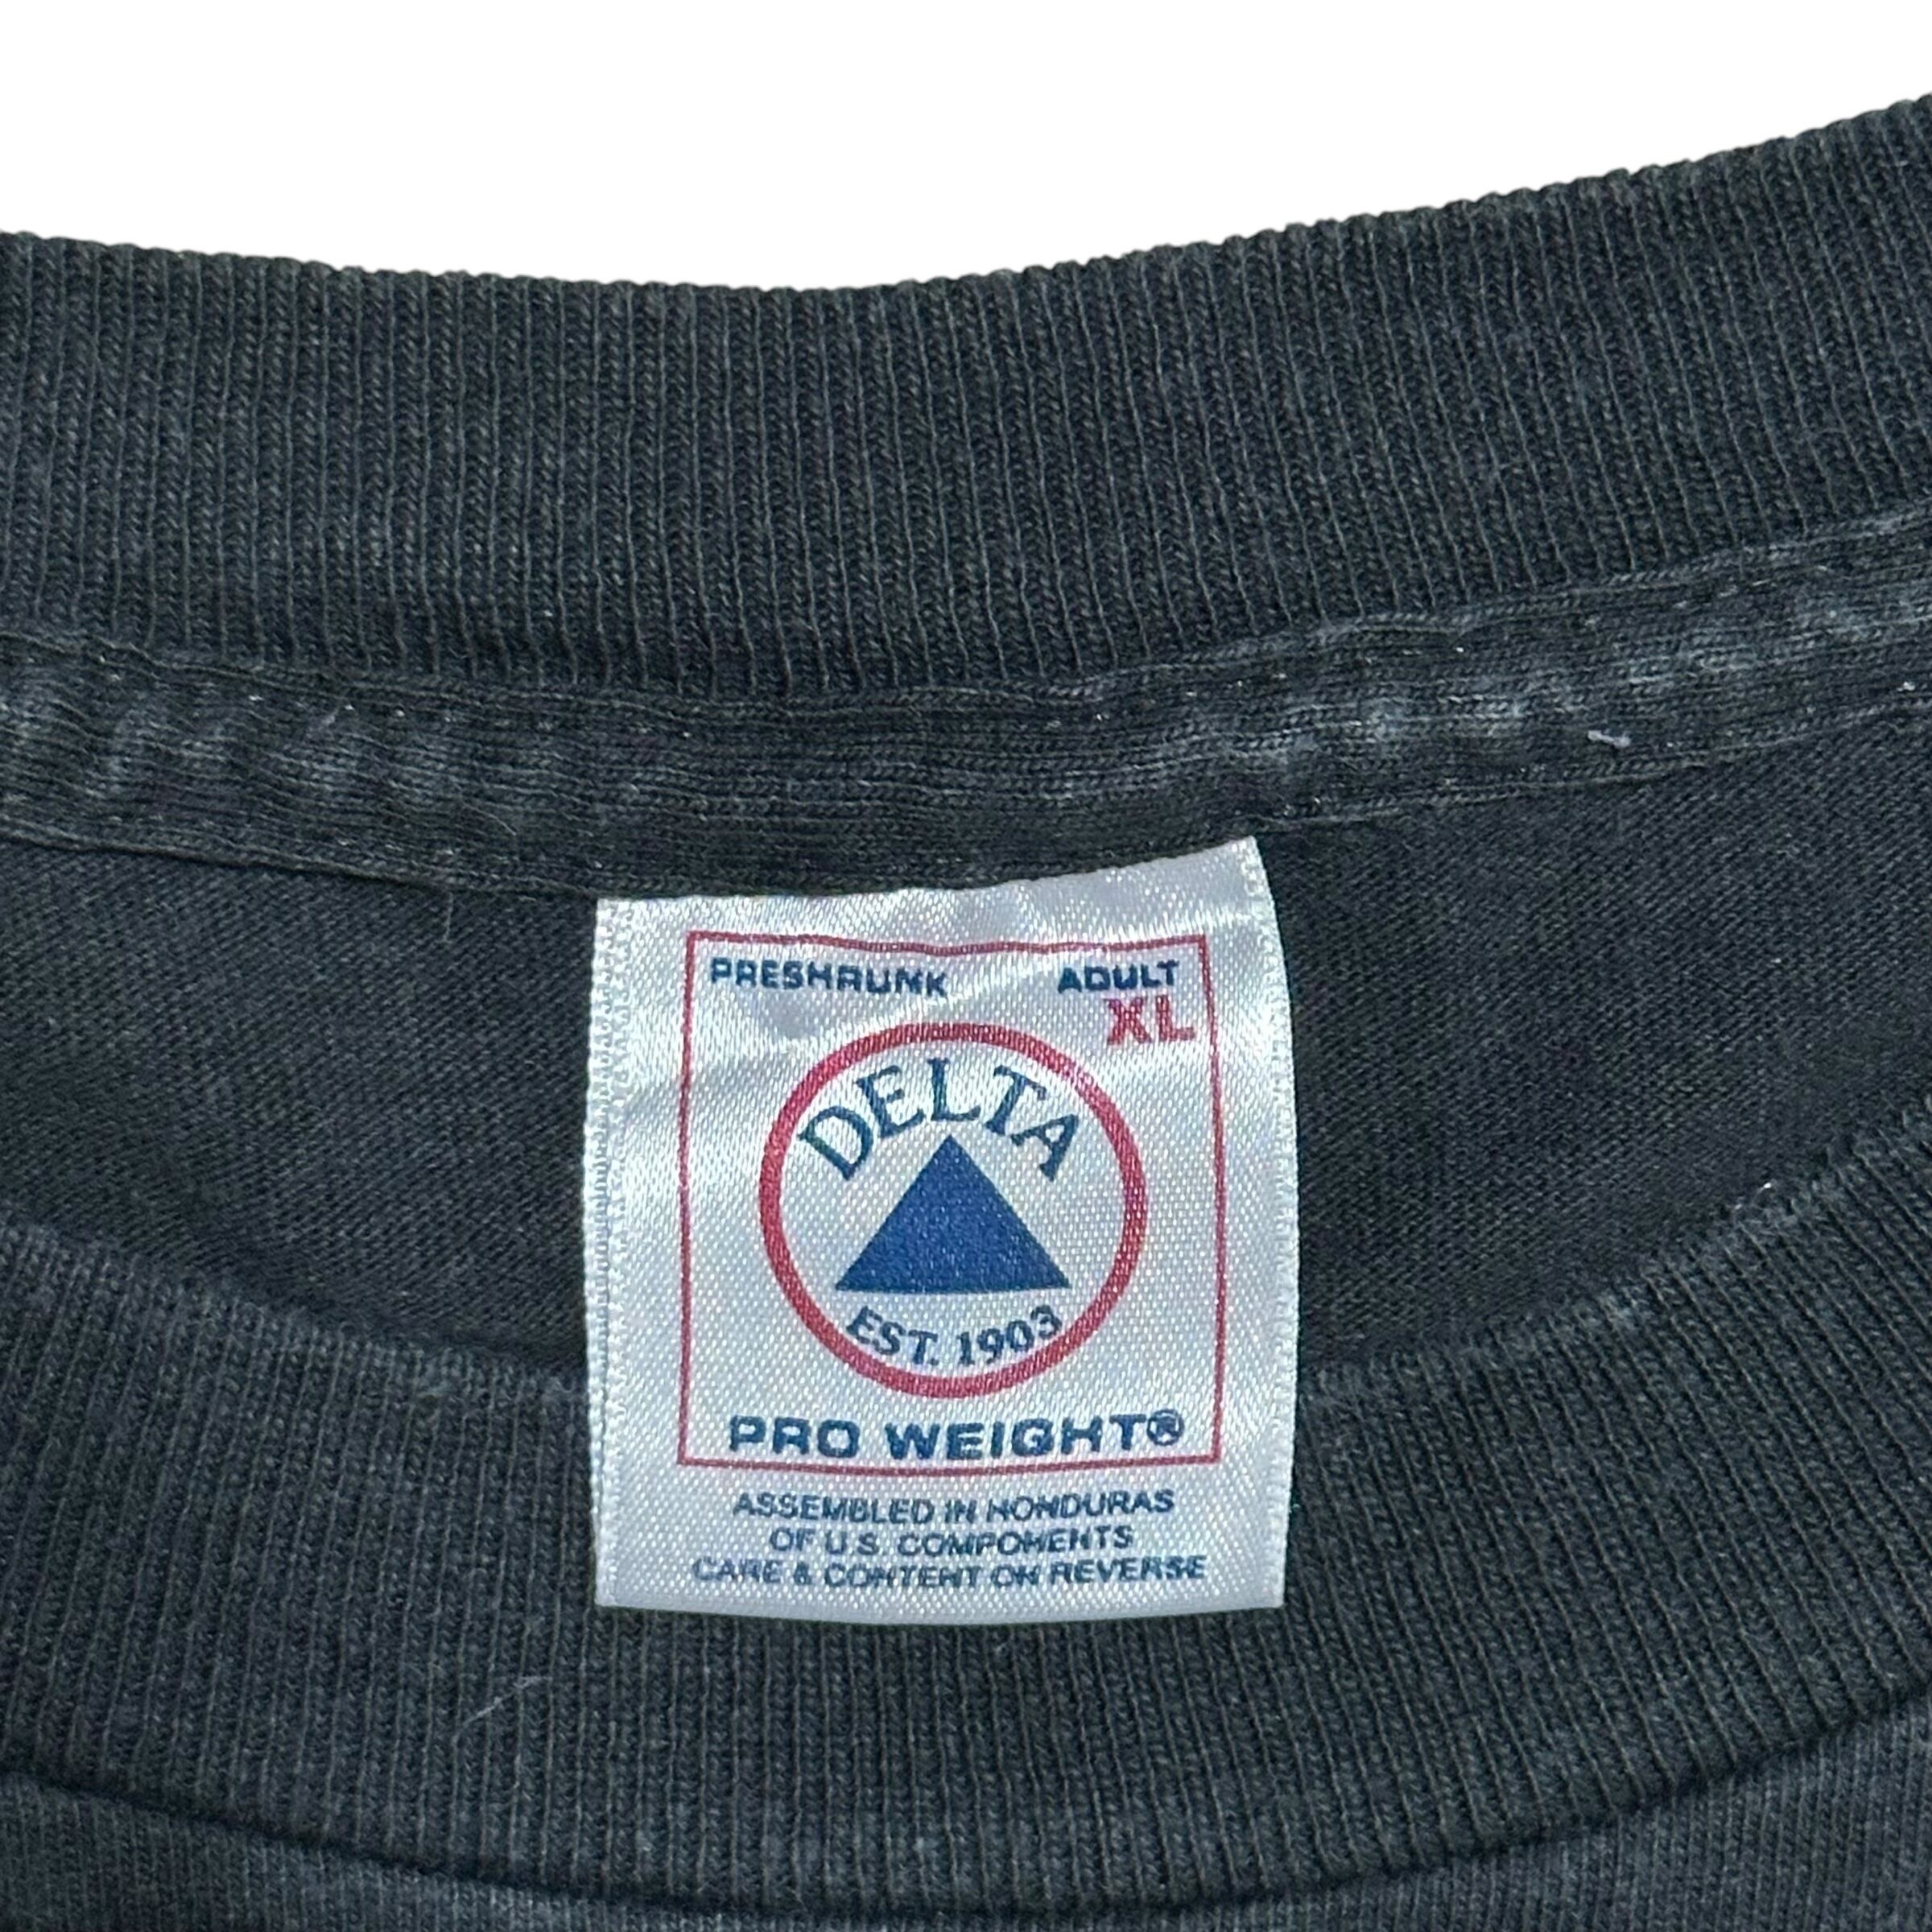 PRESHRUNK ADULT
XL
DELTA
EST. 1903
PRO WEIGHT®
ASSEMBLED IN HONDURAS
OF U.S. COMPONENTS
CARE & CONTENT ON REVERSE